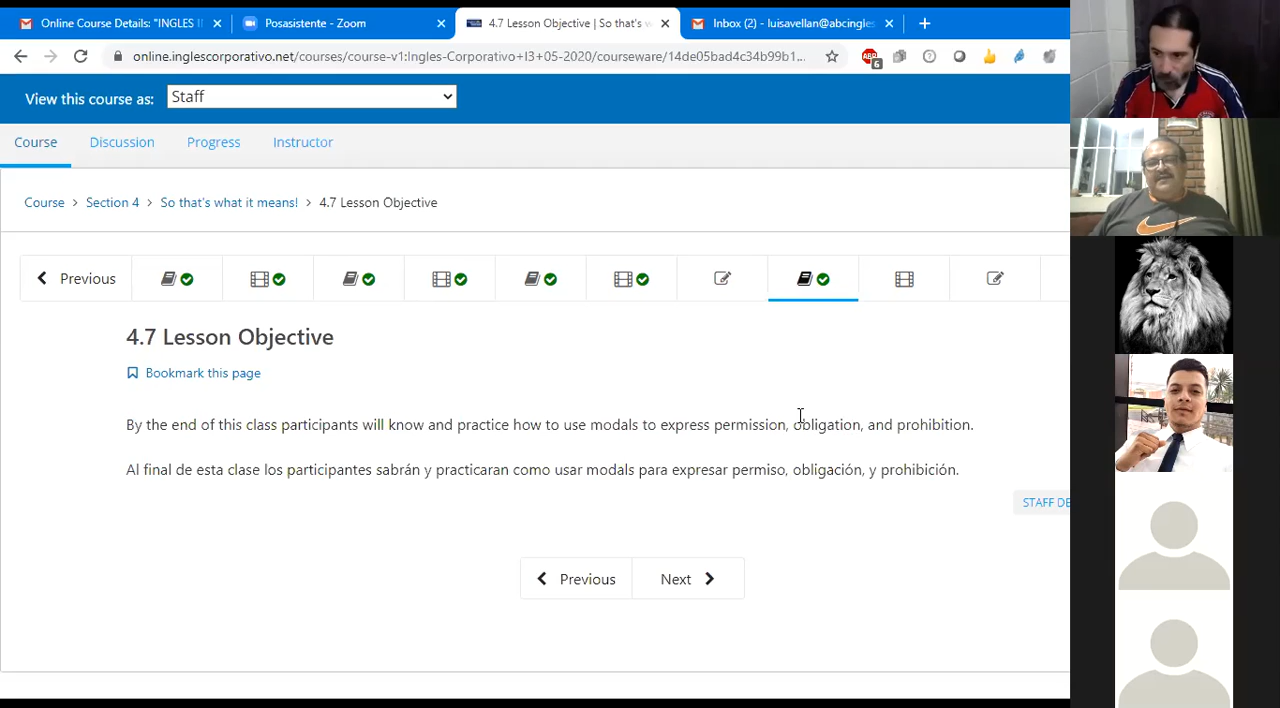 Online Course Details: "INGLES I
Posasistente - Zoom
4.7 Lesson Objective | So that's w
Inbox (2) - luisavellan@abcingles
online.inglescorporativo.net/courses/course-v1:Ingles-Corporativo+I3+05-2020/courseware/14de05bad4c34b99b1...
ABP
6
View this course as: Staff
Course Discussion Progress Instructor
Course > Section 4 > So that's what it means! > 4.7 Lesson Objective
Previous
4.7 Lesson Objective
Bookmark this page
By the end of this class participants will know and practice how to use modals to express permission, obligation, and prohibition.
Al final de esta clase los participantes sabrán y practicaran como usar modals para expresar permiso, obligación, y prohibición.
STAFF DE
Previous Next